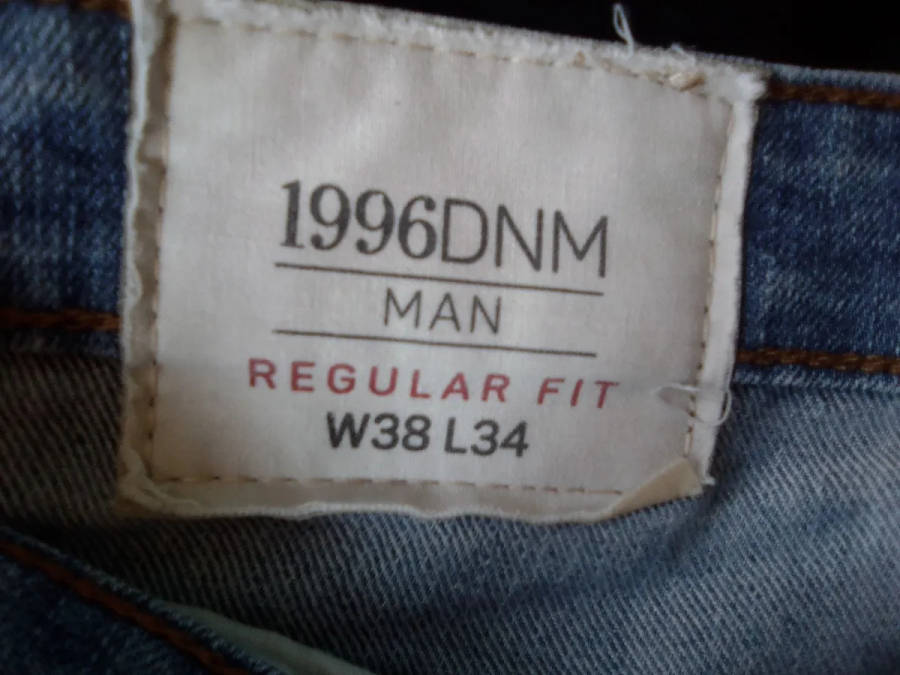 1996DNM
MAN
REGULAR FIT
W38 L34